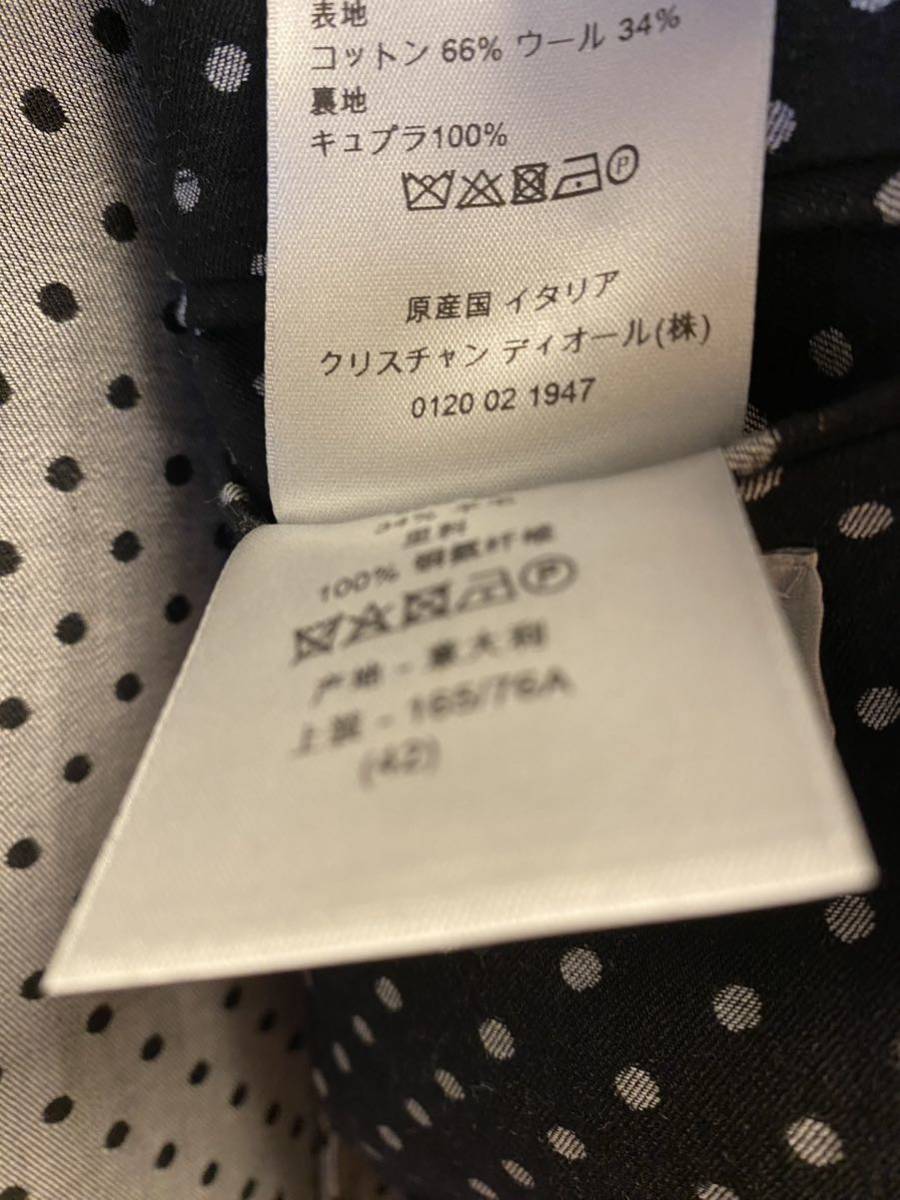 表地
コットン 66% ウール 34%
裏地
キュプラ100%
P
原産国 イタリア
クリスチャン ディオール(株)
0120 02 1947
34%
里料
100% 铜氨纤维
P
产地 - 意大利
上装 - 165/76A
(42)